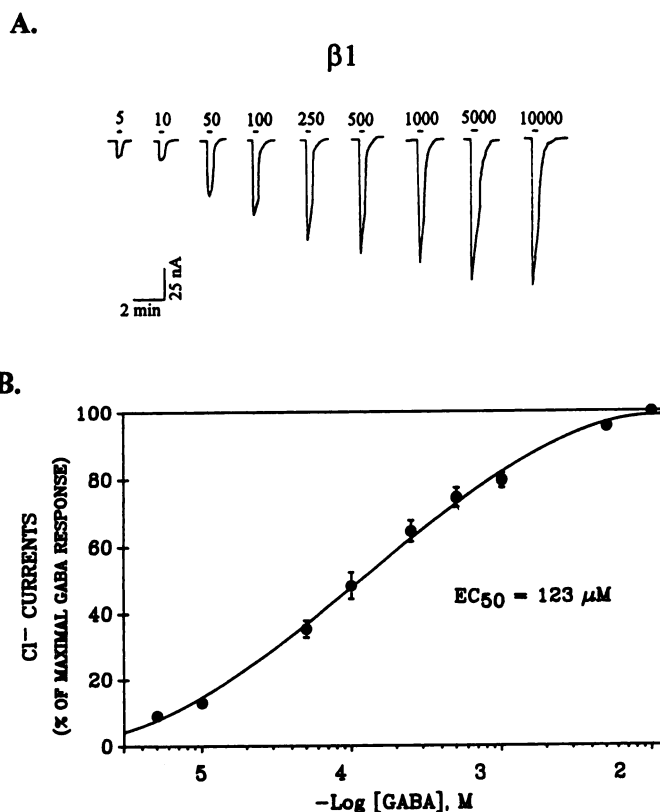 A.
β1
5 10 50 100 250 500 1000 5000 10000
25 nA
2 min
B.
100
80
60
40
20
0
Cl− CURRENTS
(% OF MAXIMAL GABA RESPONSE)
EC50 = 123 μM
5 4 3 2
−Log [GABA], M